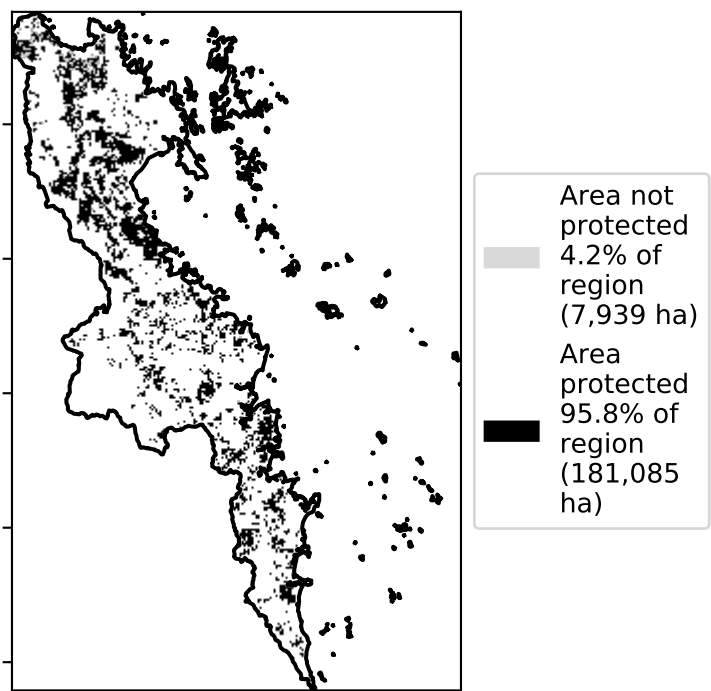 Area not
protected
4.2% of
region
(7,939 ha)
Area
protected
95.8% of
region
(181,085
ha)